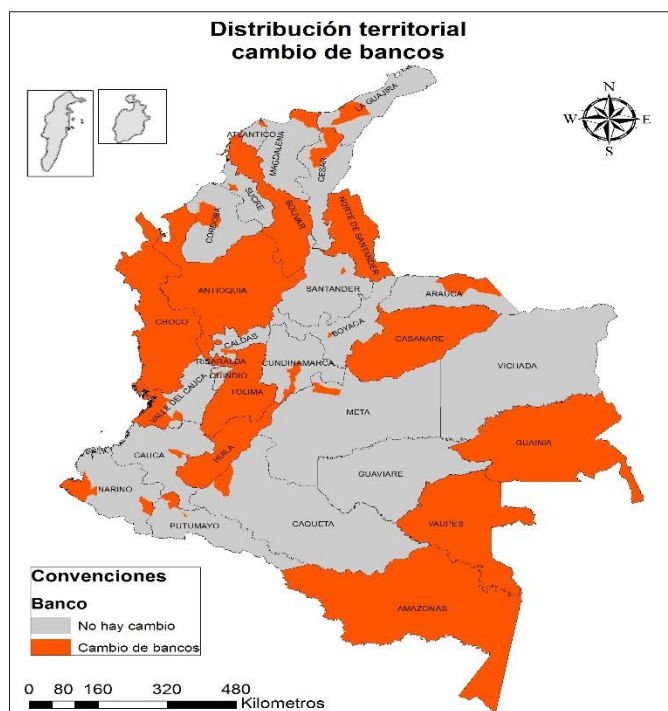 Distribución territorial
cambio de bancos
N
W E
S
LA GUAJIRA
ATLANTICO
MAGDALENA
CESAR
SUCRE
CORDOBA
BOLIVAR
NORTE DE SANTANDER
ANTIOQUIA
SANTANDER
ARAUCA
CHOCO
BOYACA
CALDAS
CASANARE
RISARALDA
CUNDINAMARCA
QUINDIO
VICHADA
TOLIMA
VALLE DEL CAUCA
META
GUAINIA
CAUCA
HUILA
GUAVIARE
NARINO
VAUPES
PUTUMAYO
CAQUETA
AMAZONAS
Convenciones
Banco
No hay cambio
Cambio de bancos
0 80 160 320 480
Kilometros